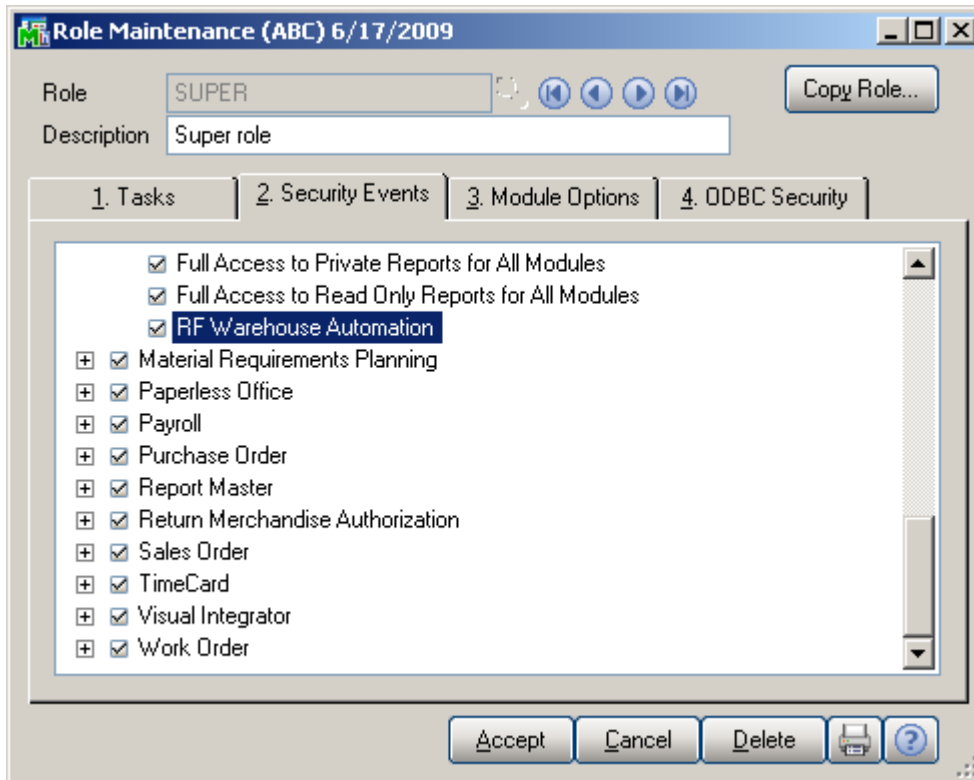 Role Maintenance (ABC) 6/17/2009
Role SUPER Copy Role...
Description Super role
1. Tasks 2. Security Events 3. Module Options 4. ODBC Security
Full Access to Private Reports for All Modules
Full Access to Read Only Reports for All Modules
RF Warehouse Automation
Material Requirements Planning
Paperless Office
Payroll
Purchase Order
Report Master
Return Merchandise Authorization
Sales Order
TimeCard
Visual Integrator
Work Order
Accept Cancel Delete ?